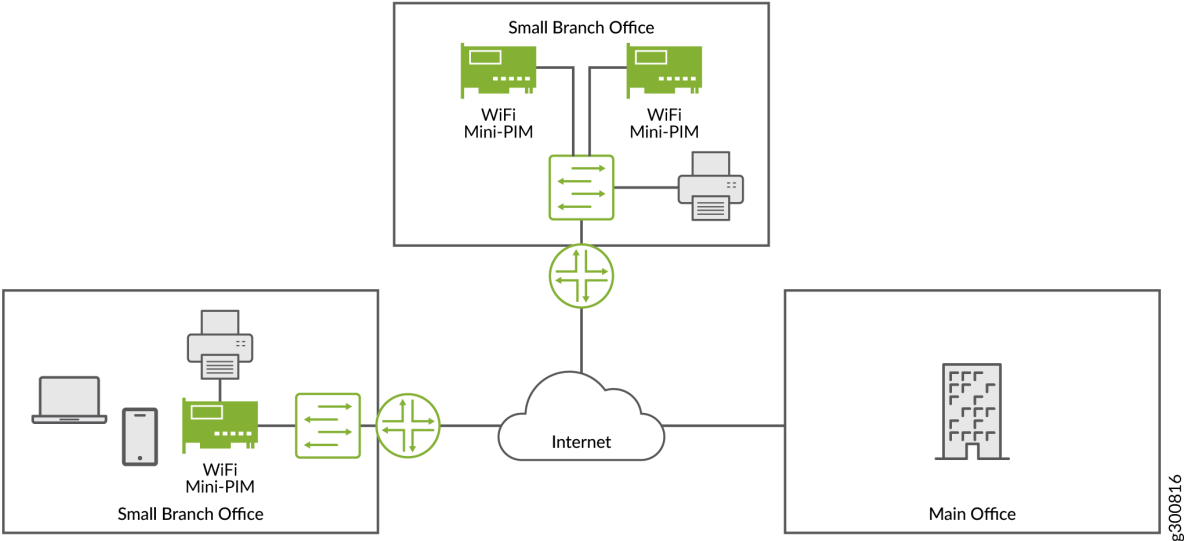 Small Branch Office
WiFi
Mini-PIM
WiFi
Mini-PIM
WiFi
Mini-PIM
Small Branch Office
Internet
Main Office
g300816